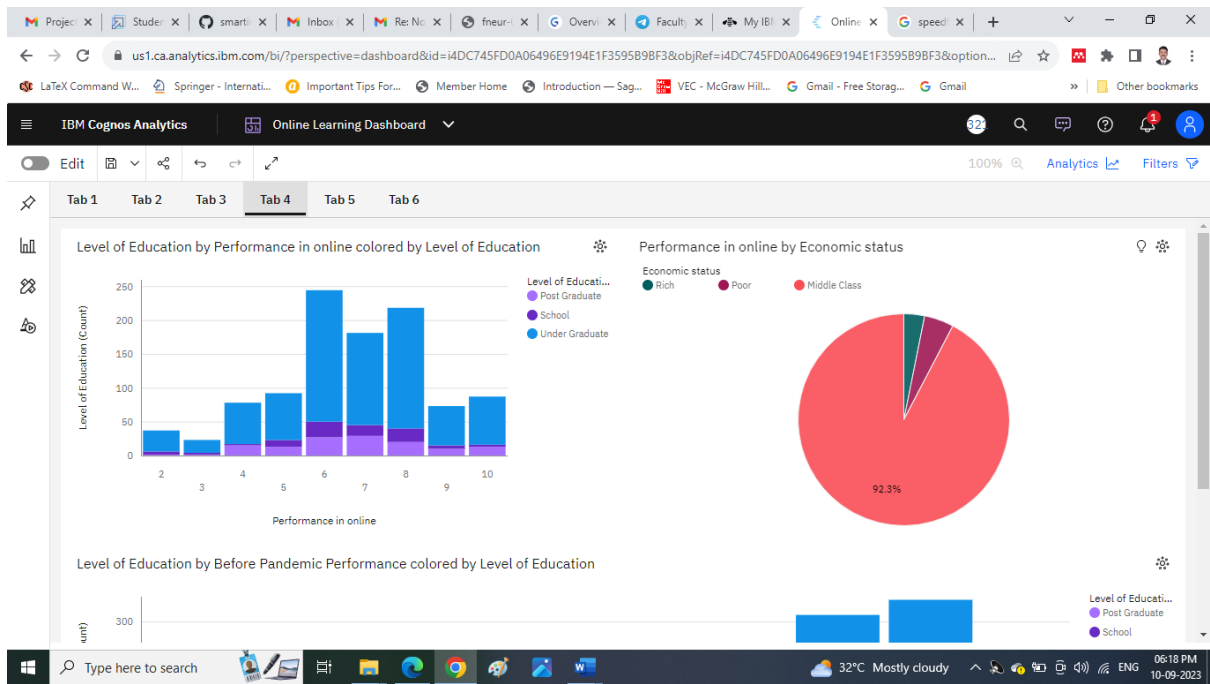 Project
Studen
smartin
Inbox (
Re: No
fneur-
Overvi
Faculty
My IBM
Online
speedt
us1.ca.analytics.ibm.com/bi/?perspective=dashboard&id=i4DC745FD0A06496E9194E1F3595B9BF3&objRef=i4DC745FD0A06496E9194E1F3595B9BF3&option...
LaTeX Command W...
Springer - Internati...
Important Tips For...
Member Home
Introduction — Sag...
VEC - McGraw Hill...
Gmail - Free Storag...
Gmail
»
Other bookmarks
IBM Cognos Analytics
Online Learning Dashboard
321
1
Edit
100%
Analytics
Filters
Tab 1
Tab 2
Tab 3
Tab 4
Tab 5
Tab 6
Level of Education by Performance in online colored by Level of Education
Level of Education (Count)
250
200
150
100
50
0
2
3
4
5
6
7
8
9
10
Performance in online
Level of Educati...
Post Graduate
School
Under Graduate
Performance in online by Economic status
Economic status
Rich
Poor
Middle Class
92.3%
Level of Education by Before Pandemic Performance colored by Level of Education
ount)
300
Level of Educati...
Post Graduate
School
Type here to search
32°C Mostly cloudy
ENG
06:18 PM
10-09-2023